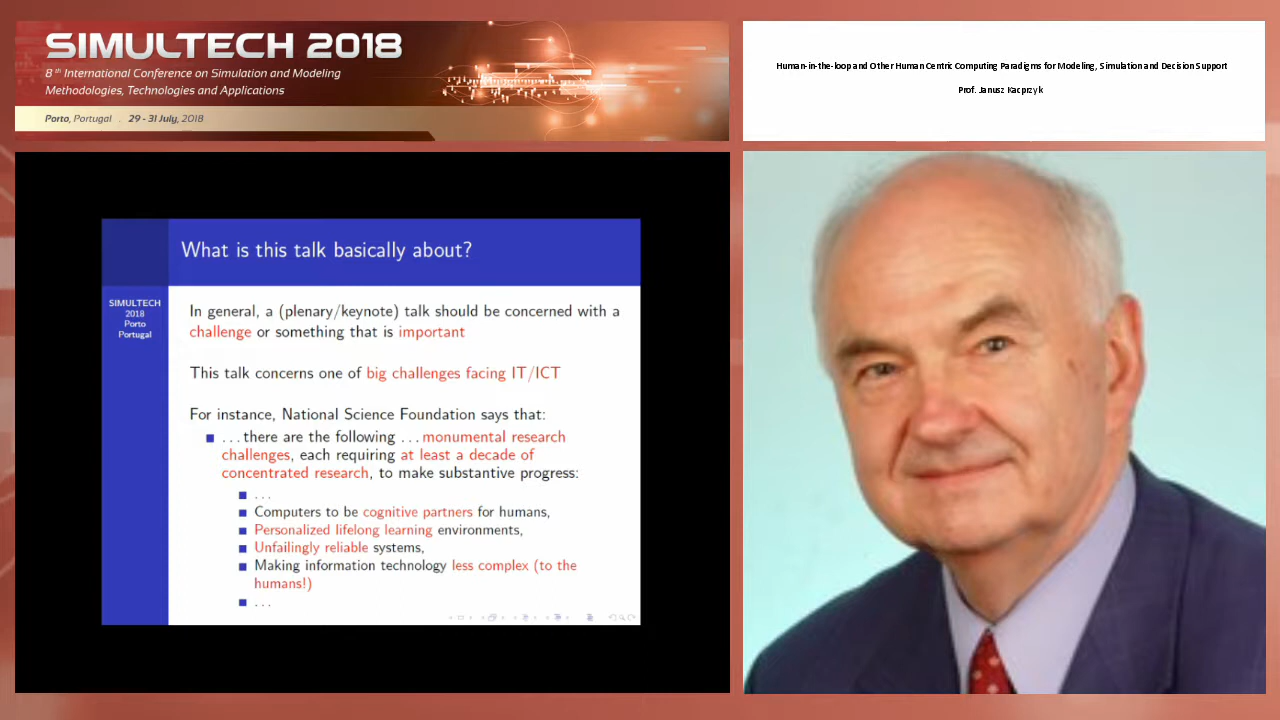 SIMULTECH 2018
8th International Conference on Simulation and Modeling
Methodologies, Technologies and Applications
Porto, Portugal . 29 - 31 July, 2018
Human-in-the-loop and Other Human Centric Computing Paradigms for Modeling, Simulation and Decision Support
Prof. Janusz Kacprzyk
What is this talk basically about?
SIMULTECH
2018
Porto
Portugal
In general, a (plenary/keynote) talk should be concerned with a
challenge or something that is important
This talk concerns one of big challenges facing IT/ICT
For instance, National Science Foundation says that:
...there are the following ...monumental research
challenges, each requiring at least a decade of
concentrated research, to make substantive progress:
...
Computers to be cognitive partners for humans,
Personalized lifelong learning environments,
Unfailingly reliable systems,
Making information technology less complex (to the
humans!)
...